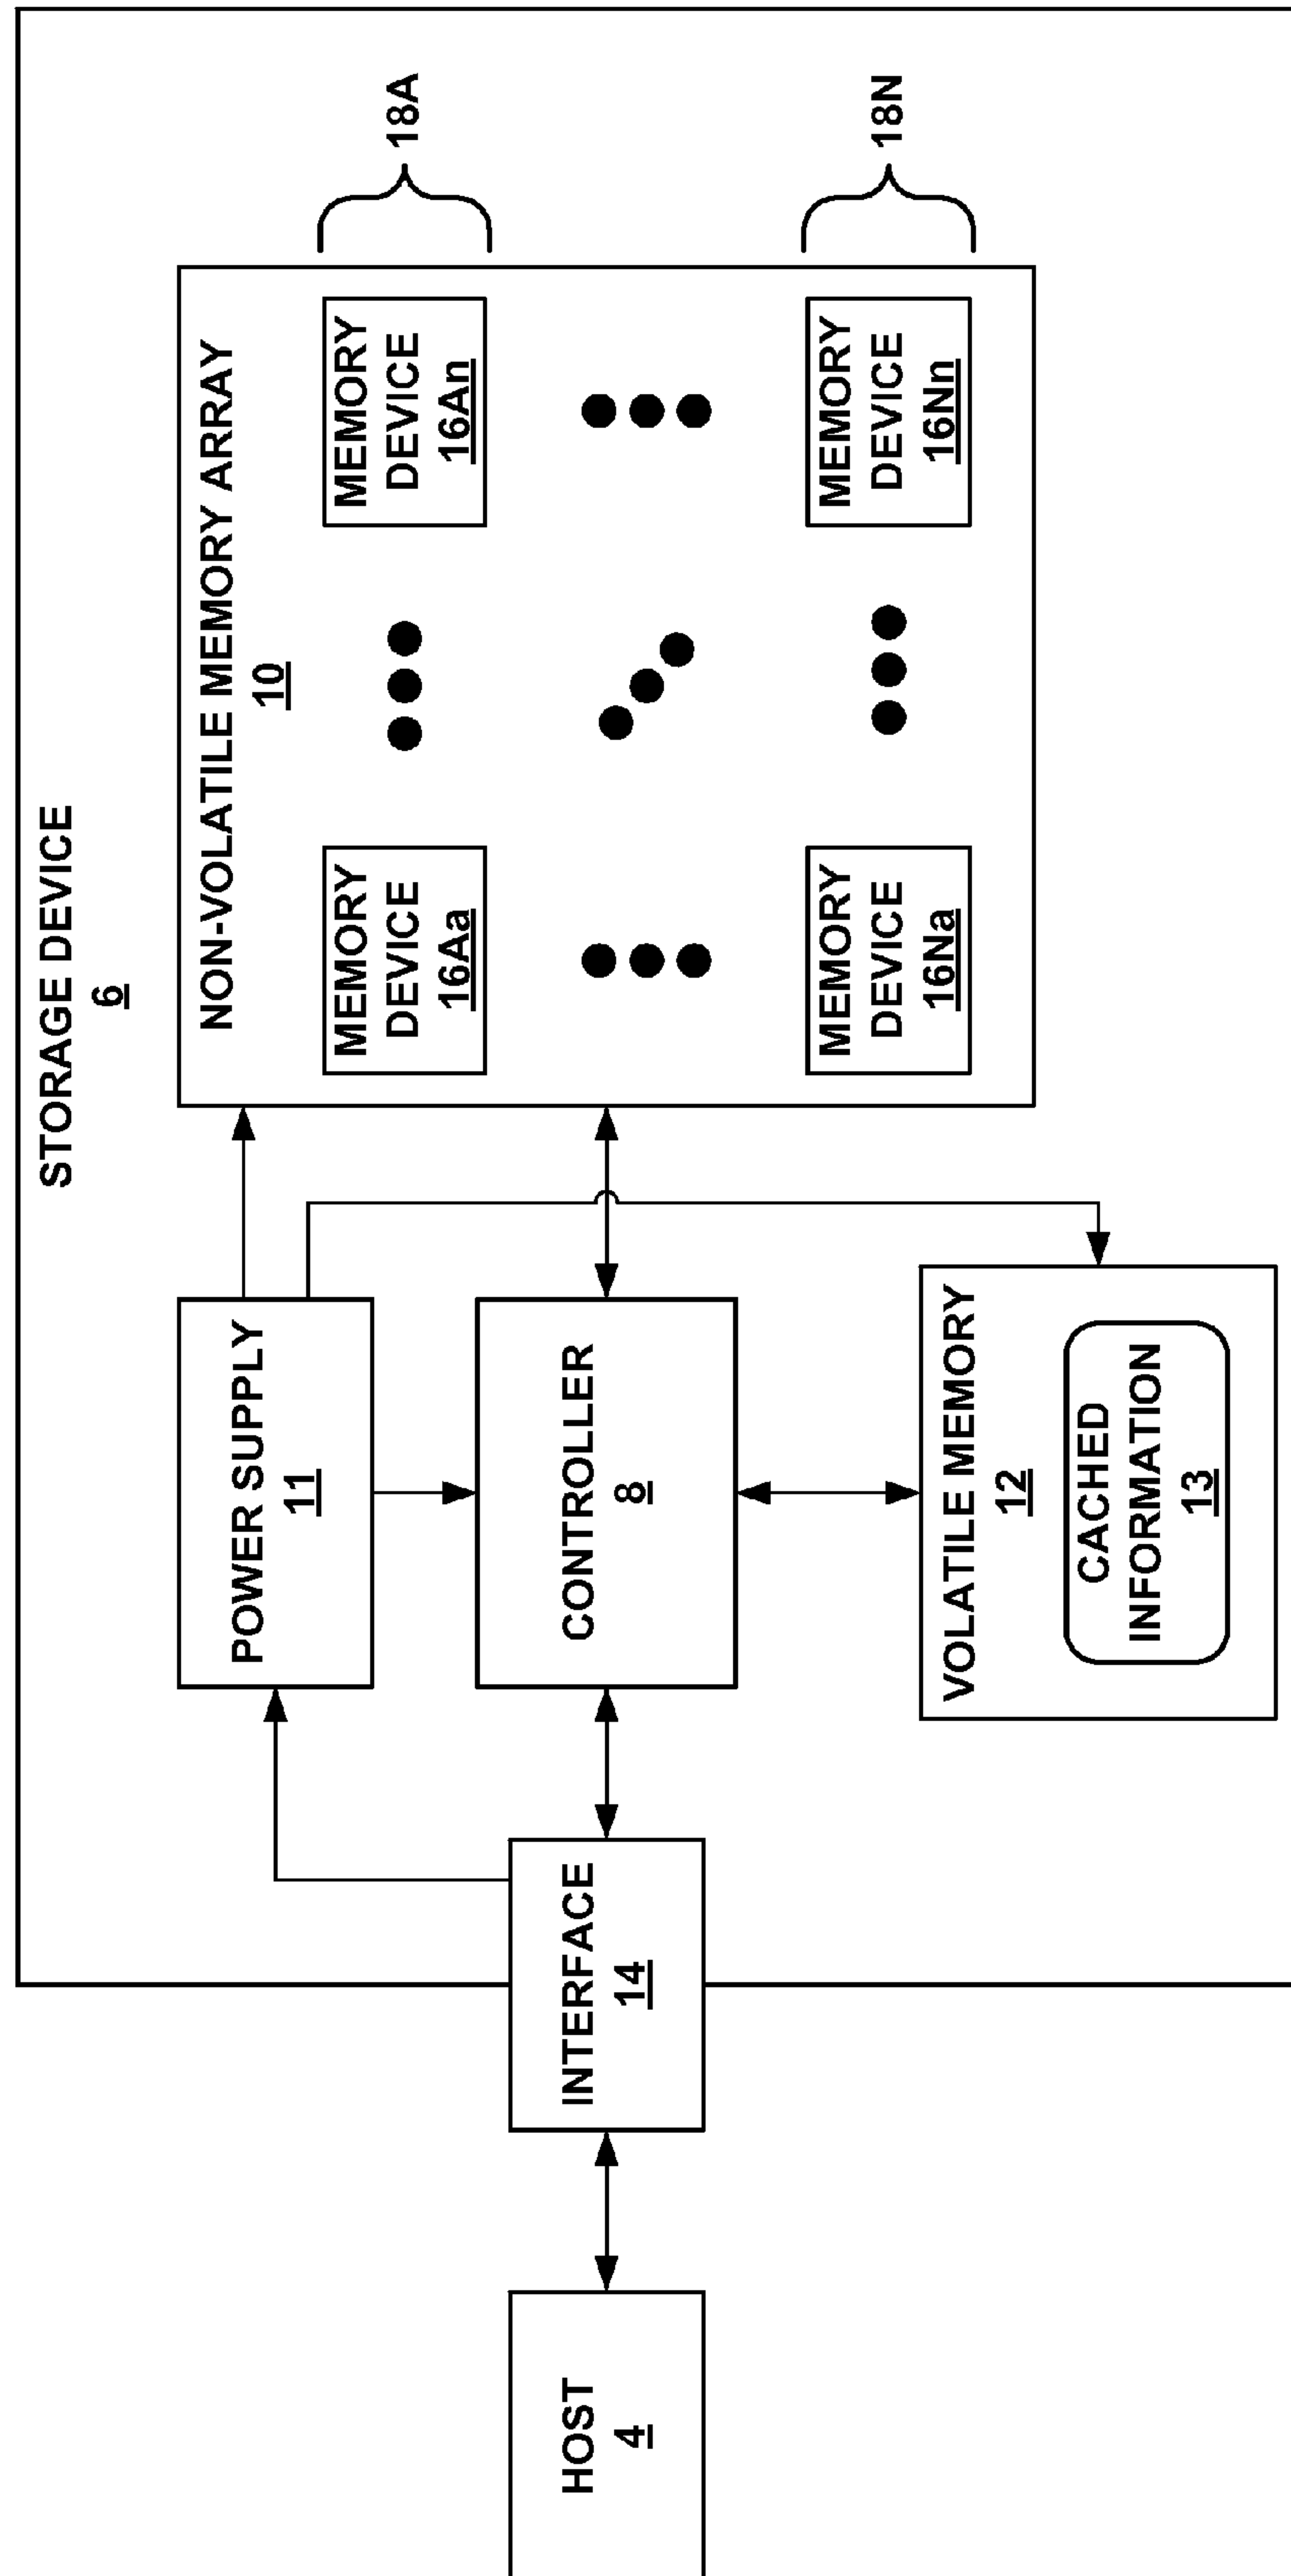 STORAGE DEVICE
6
HOST
4
INTERFACE
14
POWER SUPPLY
11
CONTROLLER
8
VOLATILE MEMORY
12
CACHED
INFORMATION
13
NON-VOLATILE MEMORY ARRAY
10
MEMORY
DEVICE
16Aa
MEMORY
DEVICE
16An
18A
MEMORY
DEVICE
16Na
MEMORY
DEVICE
16Nn
18N